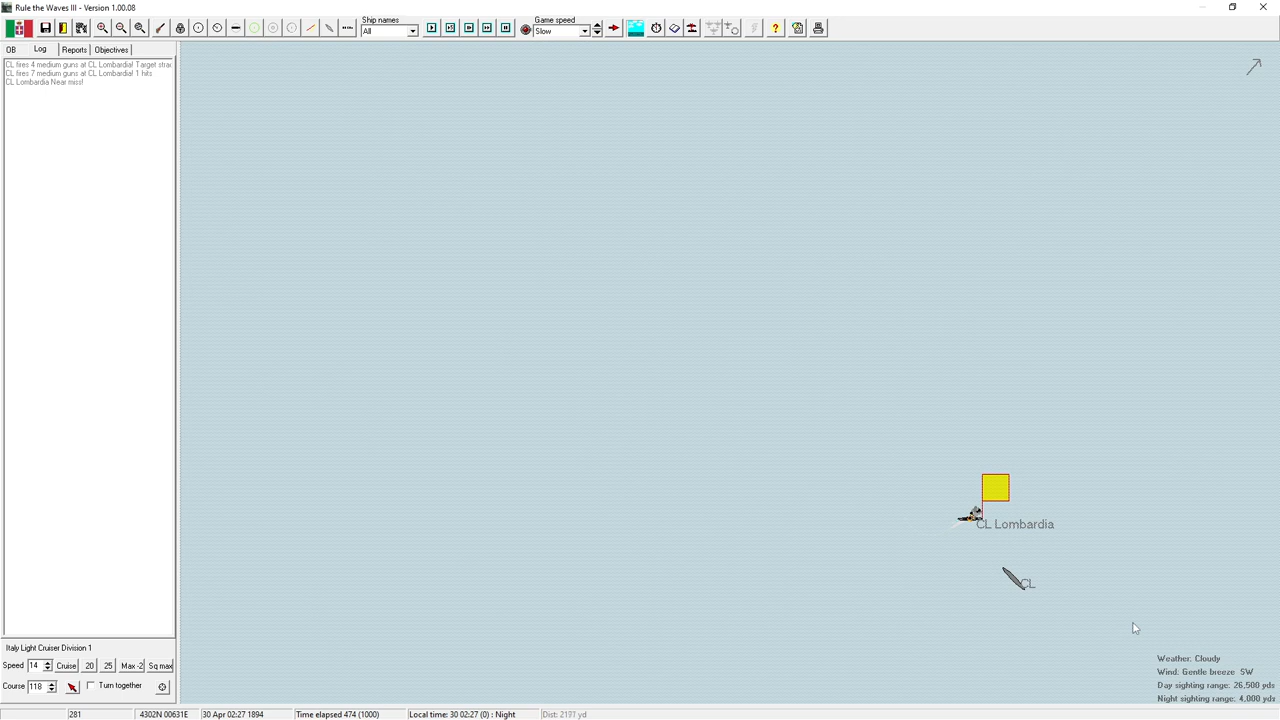 Rule the Waves III - Version 1.00.08
Ship names
All
Game speed
Slow
OB Log Reports Objectives
CL fires 4 medium guns at CL Lombardia! Target
CL fires 7 medium guns at CL Lombardia! 1 hits
CL Lombardia Near miss!
CL Lombardia
CL
Italy Light Cruiser Division 1
Speed 14 Cruise 20 25 Max -2 Sq max
Course 118 Turn together
Weather: Cloudy
Wind: Gentle breeze SW
Day sighting range: 26,500 yds
Night sighting range: 4,000 yds
281 4302N 00631E 30 Apr 02:27 1894 Time elapsed 474 (1000) Local time: 30 02:27 (0) : Night Dist: 2197 yd